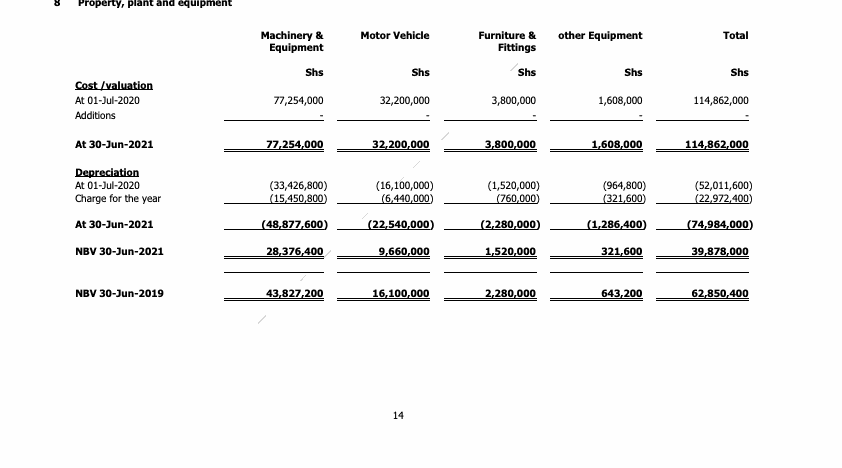 8 Property, plant and equipment
Machinery & Equipment Motor Vehicle Furniture & Fittings other Equipment Total
Shs Shs Shs Shs Shs
Cost /valuation
At 01-Jul-2020 77,254,000 32,200,000 3,800,000 1,608,000 114,862,000
Additions - - - - -
At 30-Jun-2021 77,254,000 32,200,000 3,800,000 1,608,000 114,862,000
Depreciation
At 01-Jul-2020 (33,426,800) (16,100,000) (1,520,000) (964,800) (52,011,600)
Charge for the year (15,450,800) (6,440,000) (760,000) (321,600) (22,972,400)
At 30-Jun-2021 (48,877,600) (22,540,000) (2,280,000) (1,286,400) (74,984,000)
NBV 30-Jun-2021 28,376,400 9,660,000 1,520,000 321,600 39,878,000
NBV 30-Jun-2019 43,827,200 16,100,000 2,280,000 643,200 62,850,400
14